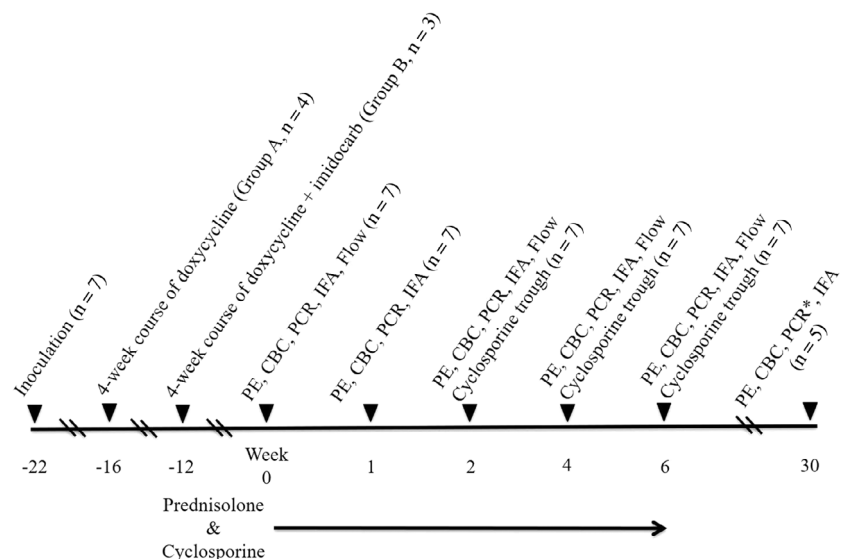 Inoculation (n = 7)
4-week course of doxycycline (Group A, n = 4)
4-week course of doxycycline + imidocarb (Group B, n = 3)
PE, CBC, PCR, IFA, Flow (n = 7)
PE, CBC, PCR, IFA (n = 7)
PE, CBC, PCR, IFA, Flow
Cyclosporine trough (n = 7)
PE, CBC, PCR, IFA, Flow
Cyclosporine trough (n = 7)
PE, CBC, PCR, IFA, Flow
Cyclosporine trough (n = 7)
PE, CBC, PCR*, IFA
(n = 5)
-22
-16
-12
Week
0
1
2
4
6
30
Prednisolone
&
Cyclosporine